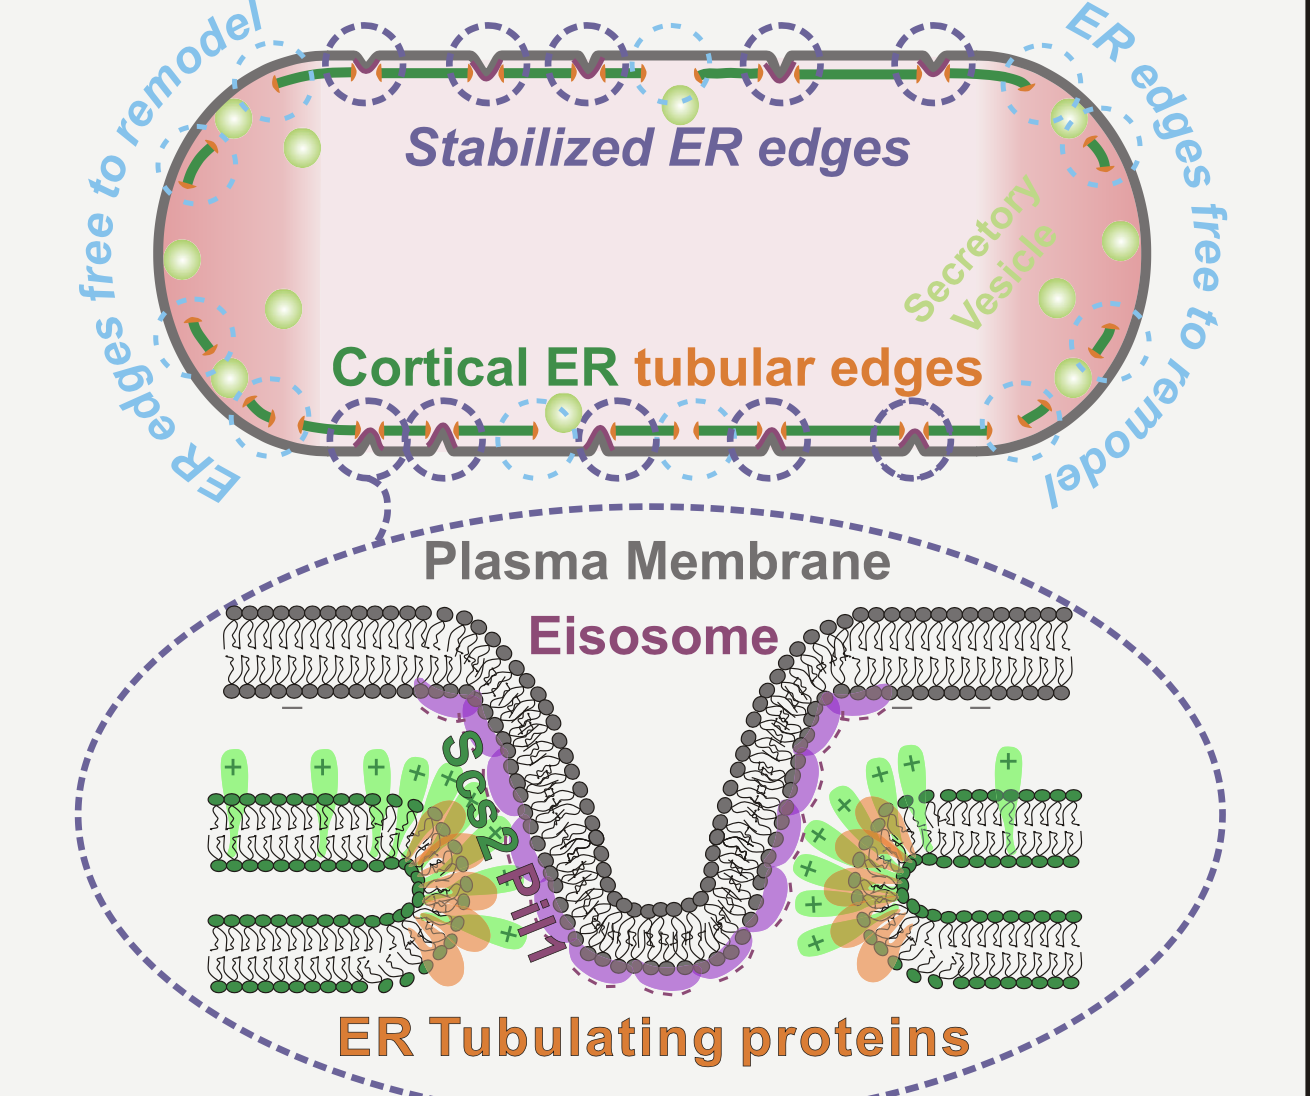 ER edges free to remodel
ER edges free to remodel
Stabilized ER edges
Secretory
Vesicle
Cortical ER tubular edges
Plasma Membrane
Eisosome
Scs2 Pil1
+ + + + + + + + +
+ + + + + + + + +
ER Tubulating proteins